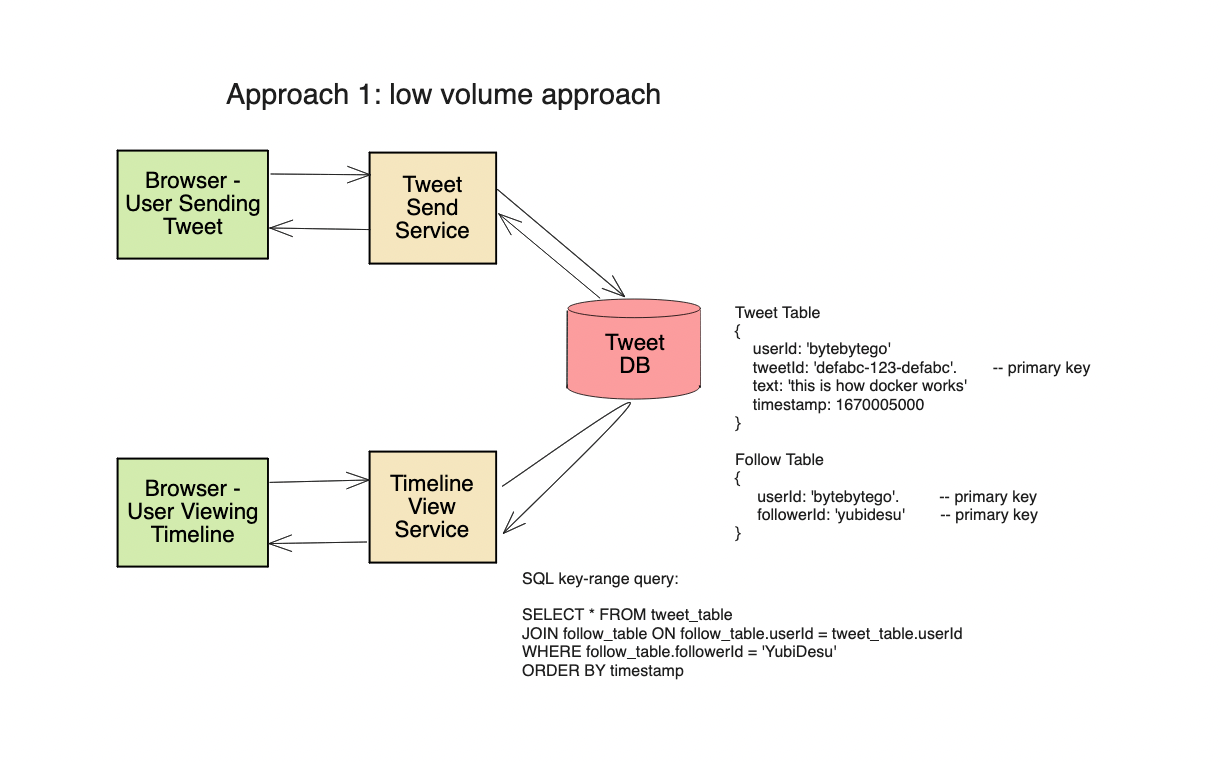 Approach 1: low volume approach
Browser -
User Sending
Tweet
Tweet
Send
Service
Tweet
DB
Tweet Table
{
userId: 'bytebytego'
tweetId: 'defabc-123-defabc'. -- primary key
text: 'this is how docker works'
timestamp: 1670005000
}
Follow Table
{
userId: 'bytebytego'. -- primary key
followerId: 'yubidesu' -- primary key
}
Browser -
User Viewing
Timeline
Timeline
View
Service
SQL key-range query:
SELECT * FROM tweet_table
JOIN follow_table ON follow_table.userId = tweet_table.userId
WHERE follow_table.followerId = 'YubiDesu'
ORDER BY timestamp